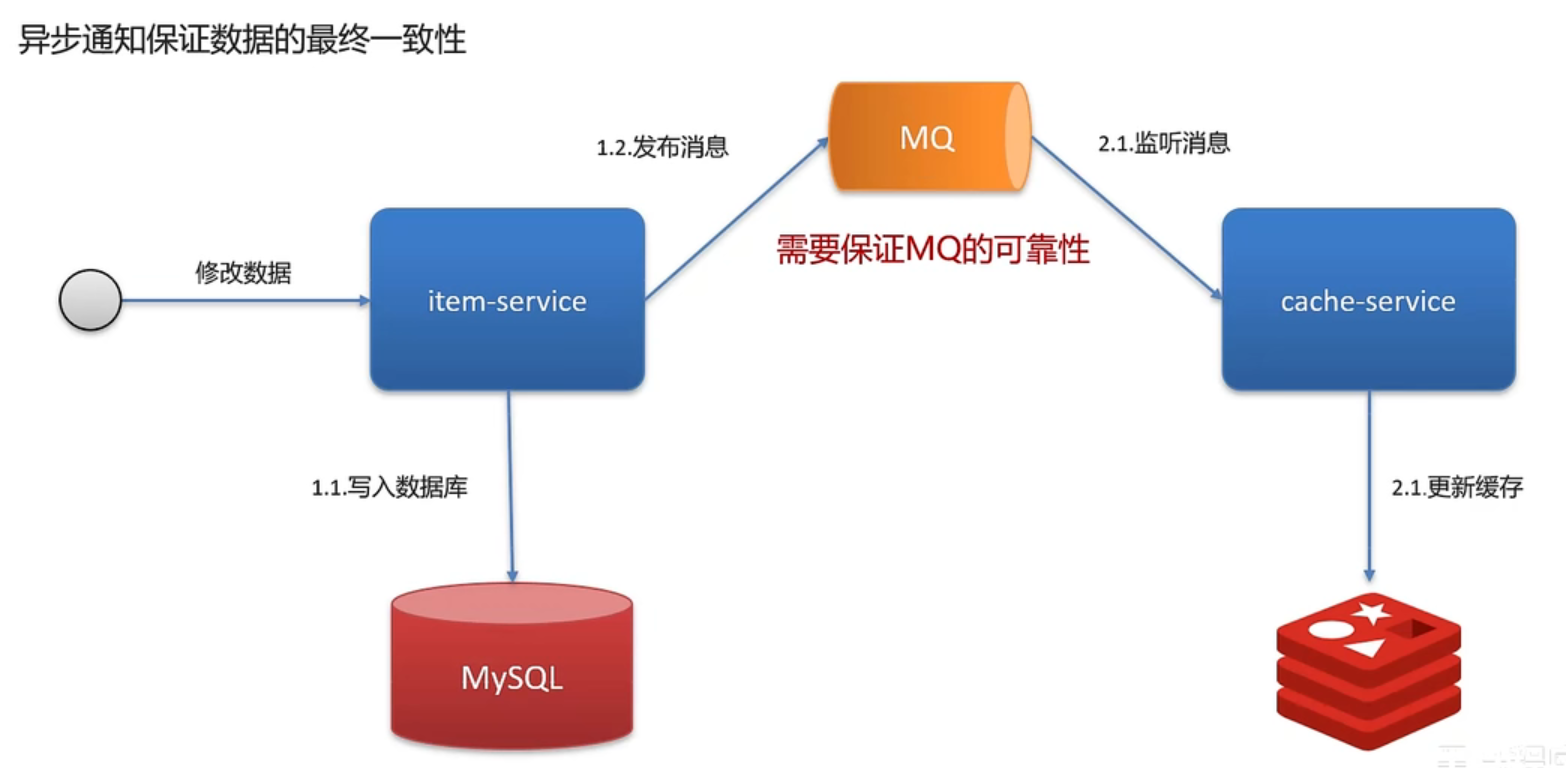 异步通知保证数据的最终一致性
MQ
1.2.发布消息
2.1.监听消息
需要保证MQ的可靠性
修改数据
item-service
cache-service
1.1.写入数据库
2.1.更新缓存
MySQL